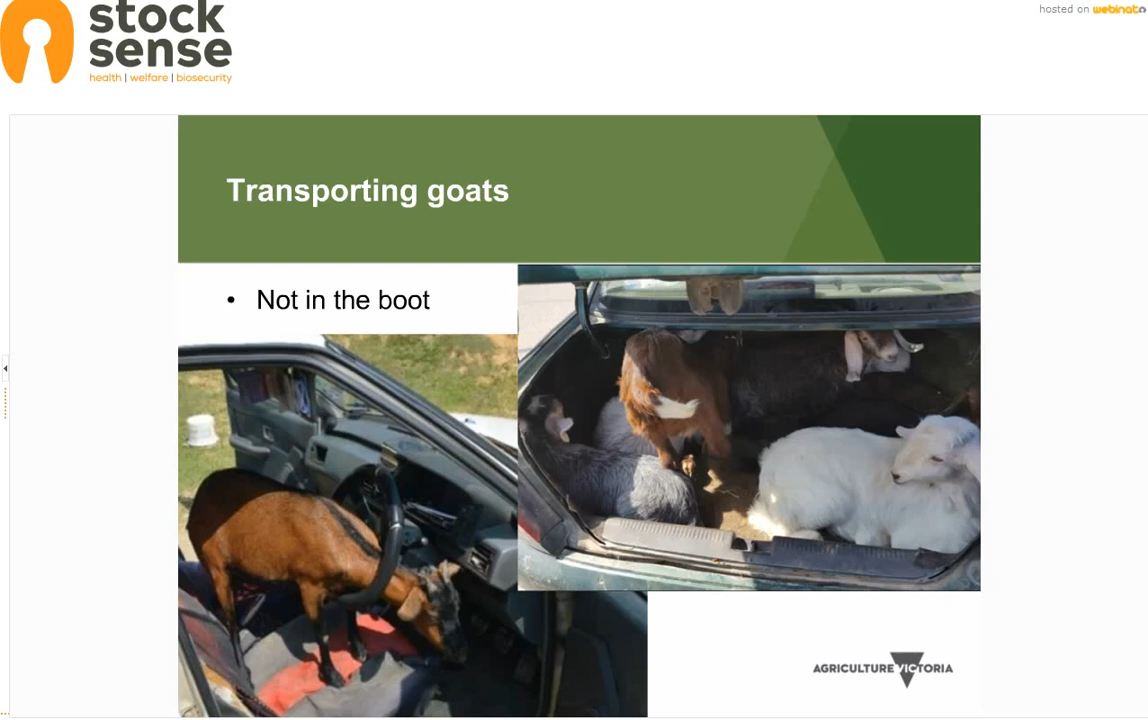 stock
sense
health | welfare | biosecurity
hosted on webinato
Transporting goats
• Not in the boot
AGRICULTURE VICTORIA